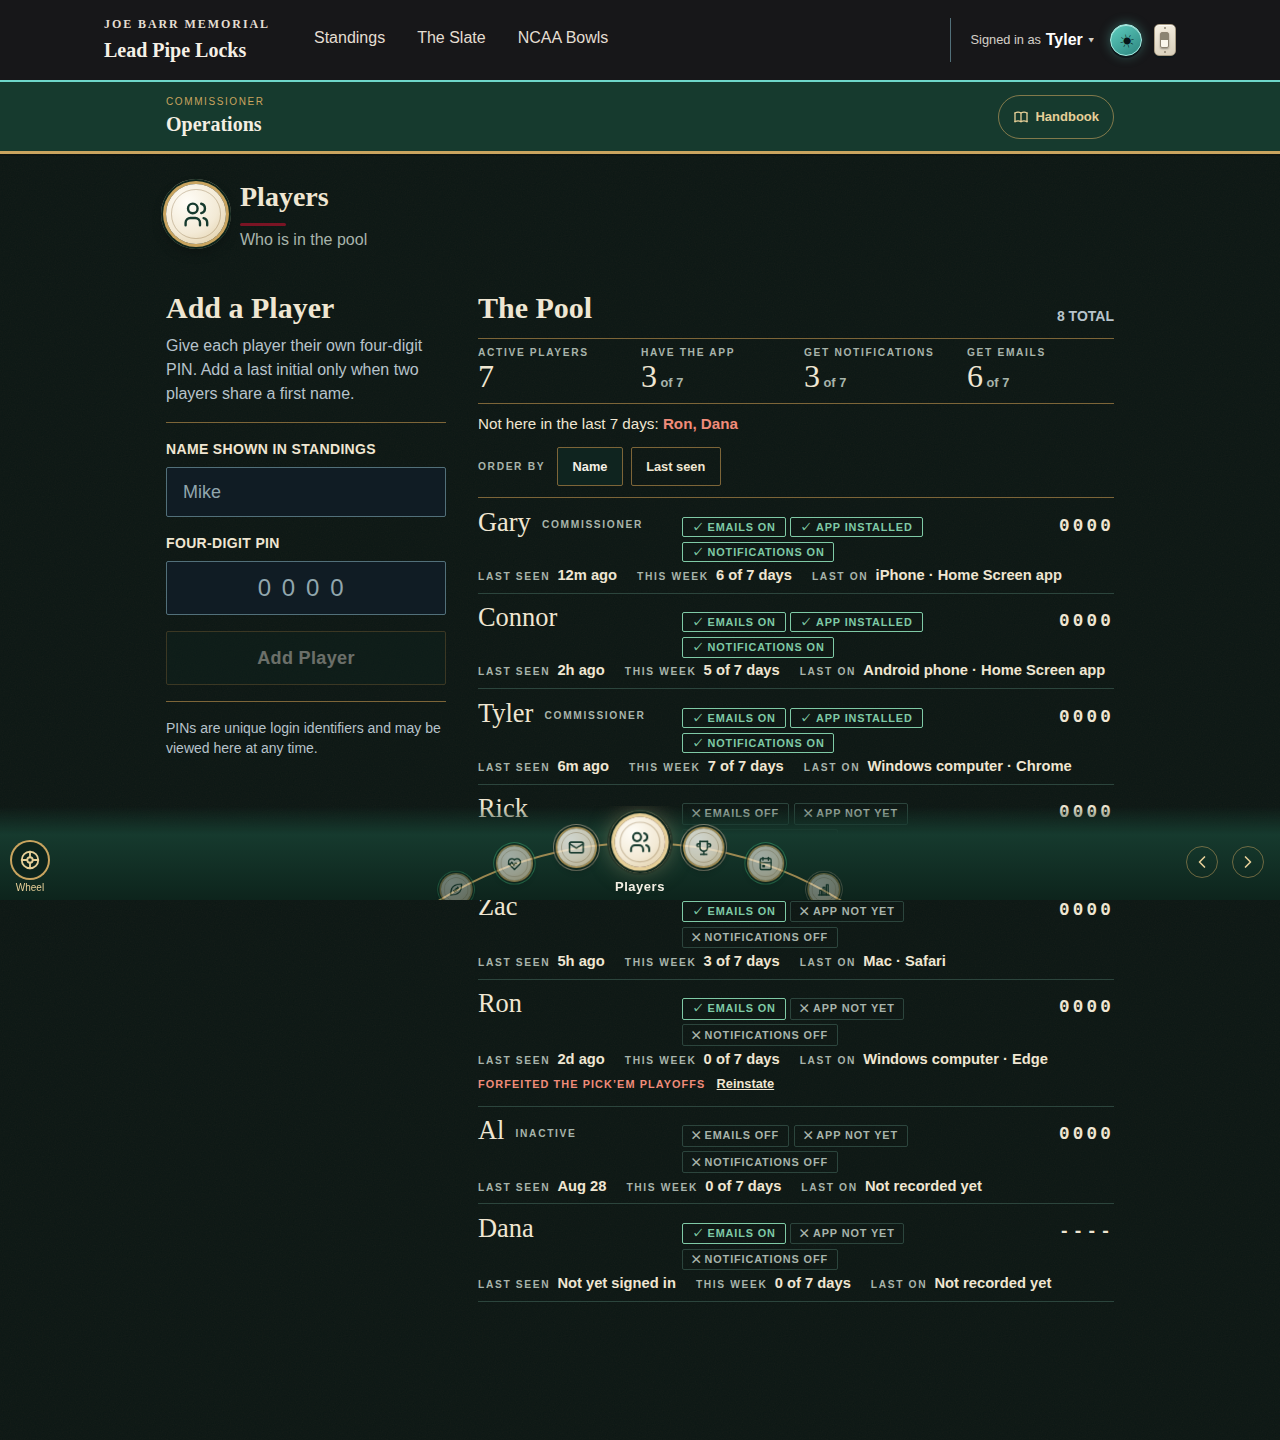 JOE BARR MEMORIAL
Lead Pipe Locks
Standings The Slate NCAA Bowls
Signed in as Tyler
COMMISSIONER
Operations
Handbook
Players
Who is in the pool
Add a Player
Give each player their own four-digit
PIN. Add a last initial only when two
players share a first name.
NAME SHOWN IN STANDINGS
Mike
FOUR-DIGIT PIN
0000
Add Player
PINs are unique login identifiers and may be
viewed here at any time.
The Pool
8 TOTAL
ACTIVE PLAYERS HAVE THE APP GET NOTIFICATIONS GET EMAILS
7 3 of 7 3 of 7 6 of 7
Not here in the last 7 days: Ron, Dana
ORDER BY Name Last seen
Gary COMMISSIONER ✓ EMAILS ON ✓ APP INSTALLED 0000
✓ NOTIFICATIONS ON
LAST SEEN 12m ago THIS WEEK 6 of 7 days LAST ON iPhone · Home Screen app
Connor ✓ EMAILS ON ✓ APP INSTALLED 0000
✓ NOTIFICATIONS ON
LAST SEEN 2h ago THIS WEEK 5 of 7 days LAST ON Android phone · Home Screen app
Tyler COMMISSIONER ✓ EMAILS ON ✓ APP INSTALLED 0000
✓ NOTIFICATIONS ON
LAST SEEN 6m ago THIS WEEK 7 of 7 days LAST ON Windows computer · Chrome
Rick ✕ EMAILS OFF ✕ APP NOT YET 0000
Wheel
Players
Zac ✓ EMAILS ON ✕ APP NOT YET 0000
✕ NOTIFICATIONS OFF
LAST SEEN 5h ago THIS WEEK 3 of 7 days LAST ON Mac · Safari
Ron ✓ EMAILS ON ✕ APP NOT YET 0000
✕ NOTIFICATIONS OFF
LAST SEEN 2d ago THIS WEEK 0 of 7 days LAST ON Windows computer · Edge
FORFEITED THE PICK'EM PLAYOFFS Reinstate
Al INACTIVE ✕ EMAILS OFF ✕ APP NOT YET 0000
✕ NOTIFICATIONS OFF
LAST SEEN Aug 28 THIS WEEK 0 of 7 days LAST ON Not recorded yet
Dana ✓ EMAILS ON ✕ APP NOT YET ----
✕ NOTIFICATIONS OFF
LAST SEEN Not yet signed in THIS WEEK 0 of 7 days LAST ON Not recorded yet